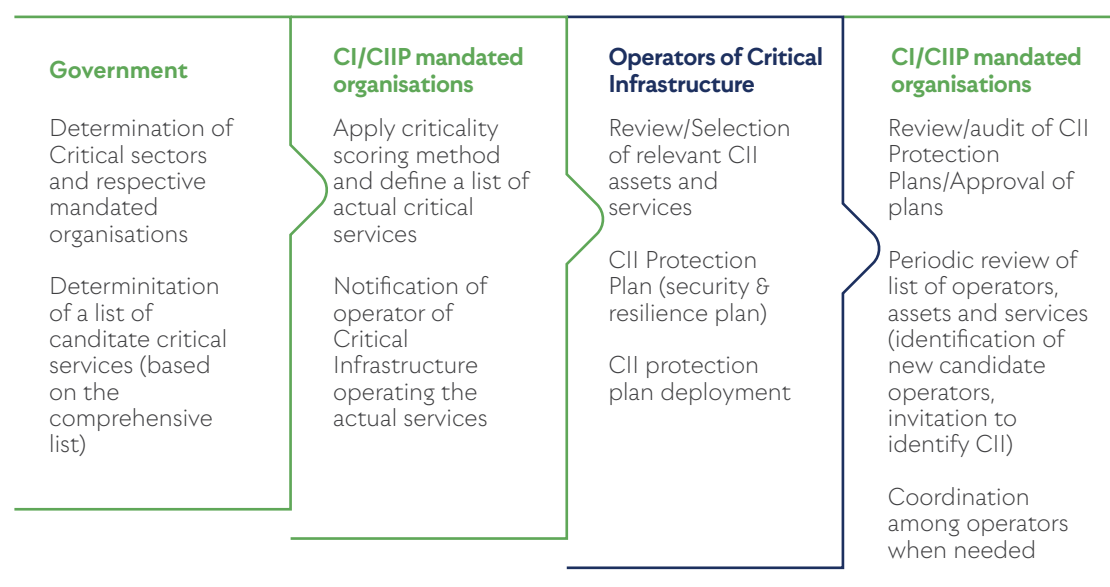 Government
Determination of
Critical sectors
and respective
mandated
organisations
Determinitation
of a list of
canditate critical
services (based
on the
comprehensive
list)
CI/CIIP mandated
organisations
Apply criticality
scoring method
and define a list of
actual critical
services
Notification of
operator of
Critical
Infrastructure
operating the
actual services
Operators of Critical
Infrastructure
Review/Selection
of relevant CII
assets and
services
CII Protection
Plan (security &
resilience plan)
CII protection
plan deployment
CI/CIIP mandated
organisations
Review/audit of CII
Protection
Plans/Approval of
plans
Periodic review of
list of operators,
assets and services
(identification of
new candidate
operators,
invitation to
identify CII)
Coordination
among operators
when needed